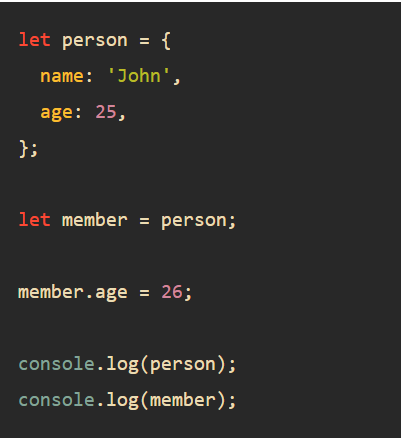 let person = {
  name: 'John',
  age: 25,
};
let member = person;
member.age = 26;
console.log(person);
console.log(member);